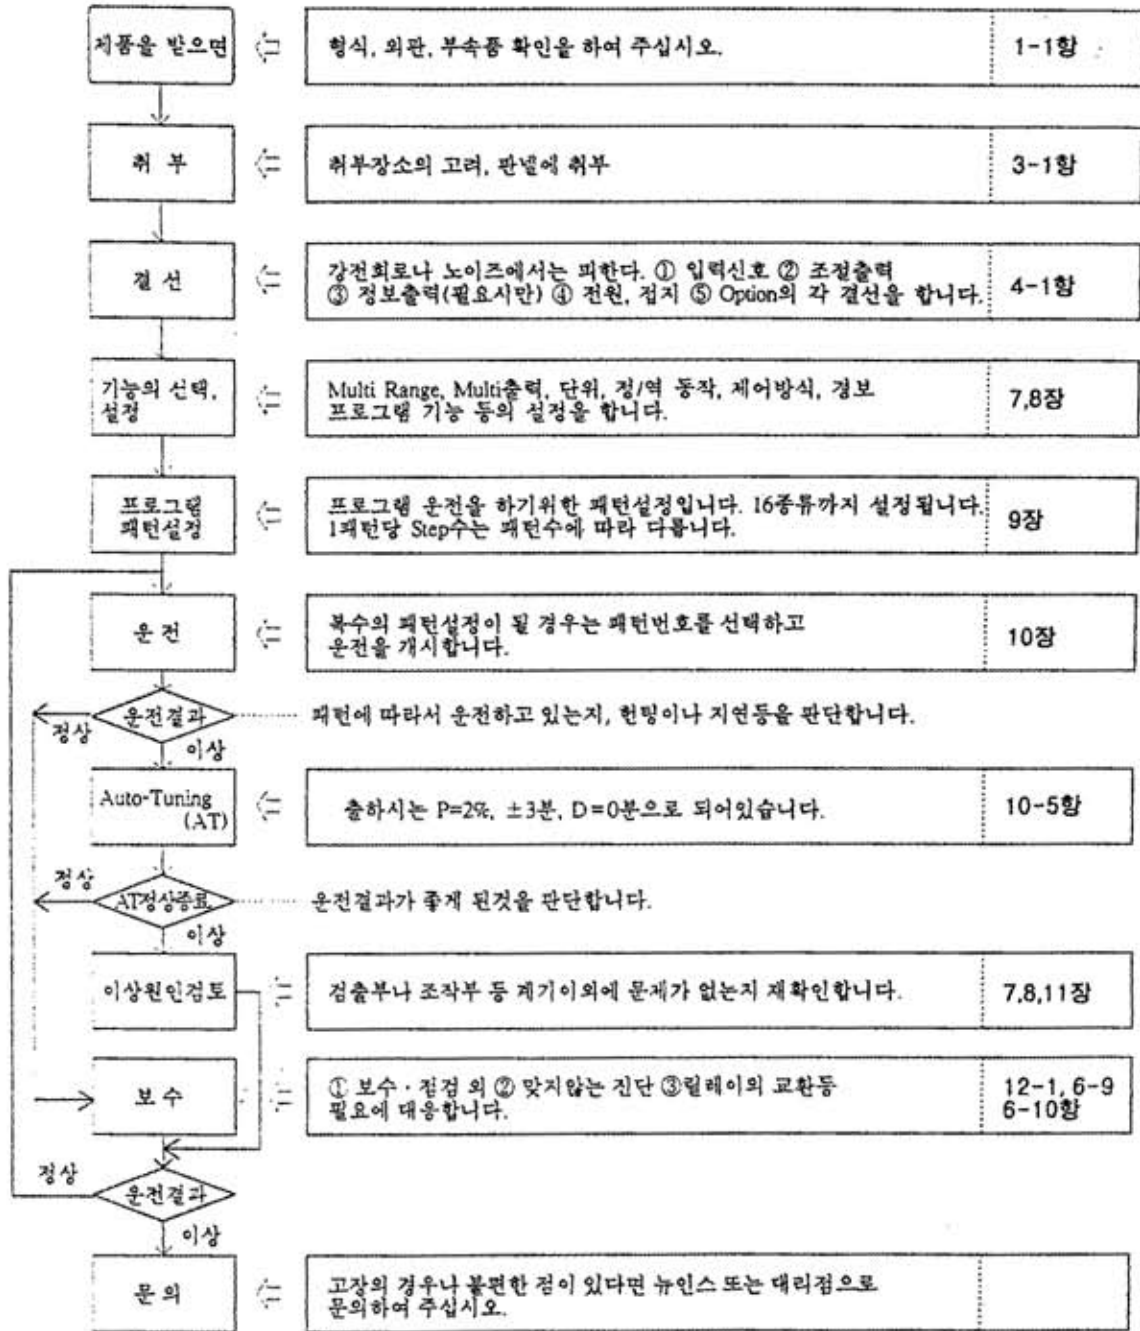 제품을 받으면
형식, 외관, 부속품 확인을 하여 주십시오.
1-1항
취 부
취부장소의 고려, 판넬에 취부
3-1항
결 선
강전회로나 노이즈에서는 피한다. ① 입력신호 ② 조절출력
③ 정보출력(필요시만) ④ 전원, 접지 ⑤ Option의 각 결선을 합니다.
4-1항
기능의 선택,
설정
Multi Range, Multi출력, 단위, 정/역 동작, 제어방식, 경보
프로그램 기능 등의 설정을 합니다.
7,8장
프로그램
패턴설정
프로그램 운전을 하기위한 패턴설정입니다. 16종류까지 설정됩니다.
1패턴당 Step수는 패턴수에 따라 다릅니다.
9장
운 전
복수의 패턴설정이 될 경우는 패턴번호를 선택하고
운전을 개시합니다.
10장
운전결과
정상
이상
패턴에 따라서 운전하고 있는지, 헌팅이나 지연등을 판단합니다.
Auto-Tuning
(AT)
출하시는 P=2%, ±3분, D=0분으로 되어있습니다.
10-5항
정상
AT정상종료
이상
운전결과가 좋게 된것을 판단합니다.
이상원인검토
검출부나 조작부 등 계기이외에 문제가 없는지 재확인합니다.
7,8,11장
보 수
① 보수·점검 외 ② 맞지않는 진단 ③릴레이의 교환등
필요에 대응합니다.
12-1, 6-9
6-10항
정상
운전결과
이상
문 의
고장의 경우나 불편한 점이 있다면 뉴인스 또는 대리점으로
문의하여 주십시오.